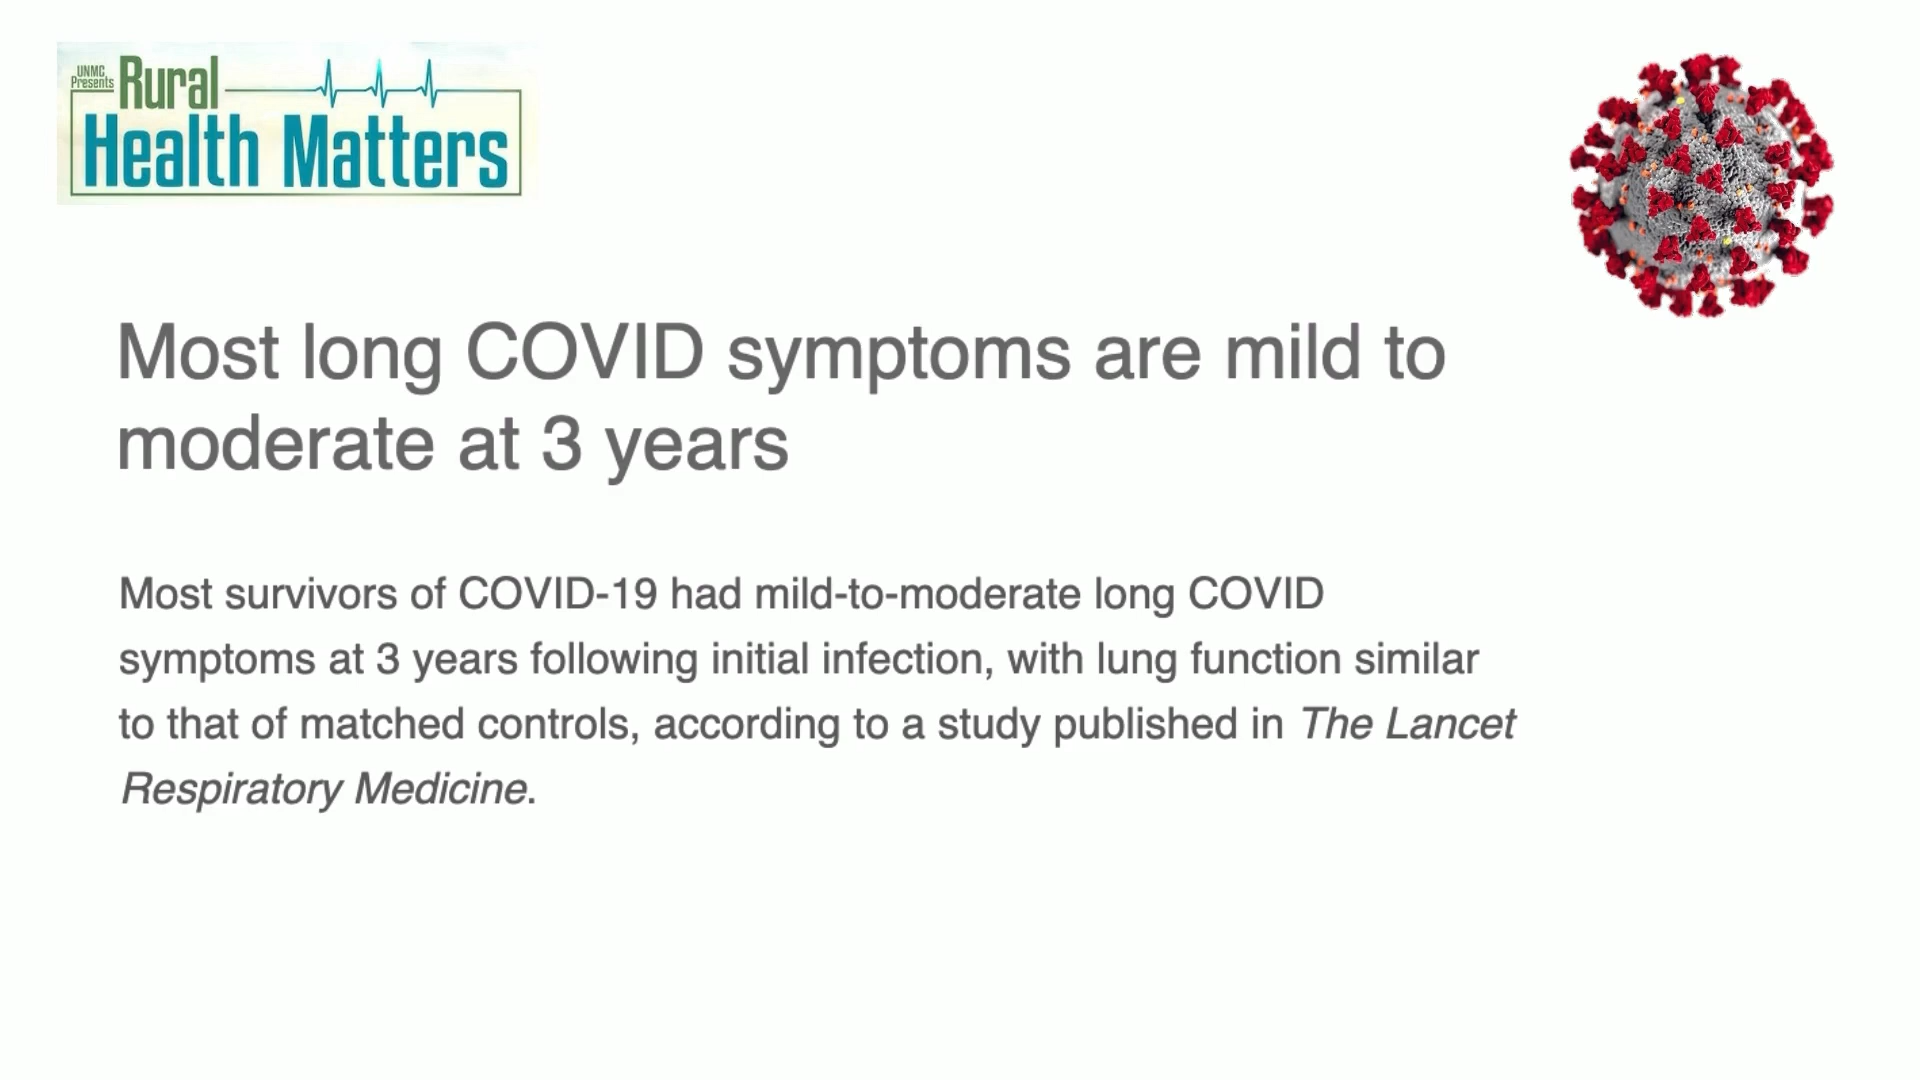 UNMC
Presents
Rural
Health Matters
Most long COVID symptoms are mild to
moderate at 3 years
Most survivors of COVID-19 had mild-to-moderate long COVID
symptoms at 3 years following initial infection, with lung function similar
to that of matched controls, according to a study published in The Lancet
Respiratory Medicine.